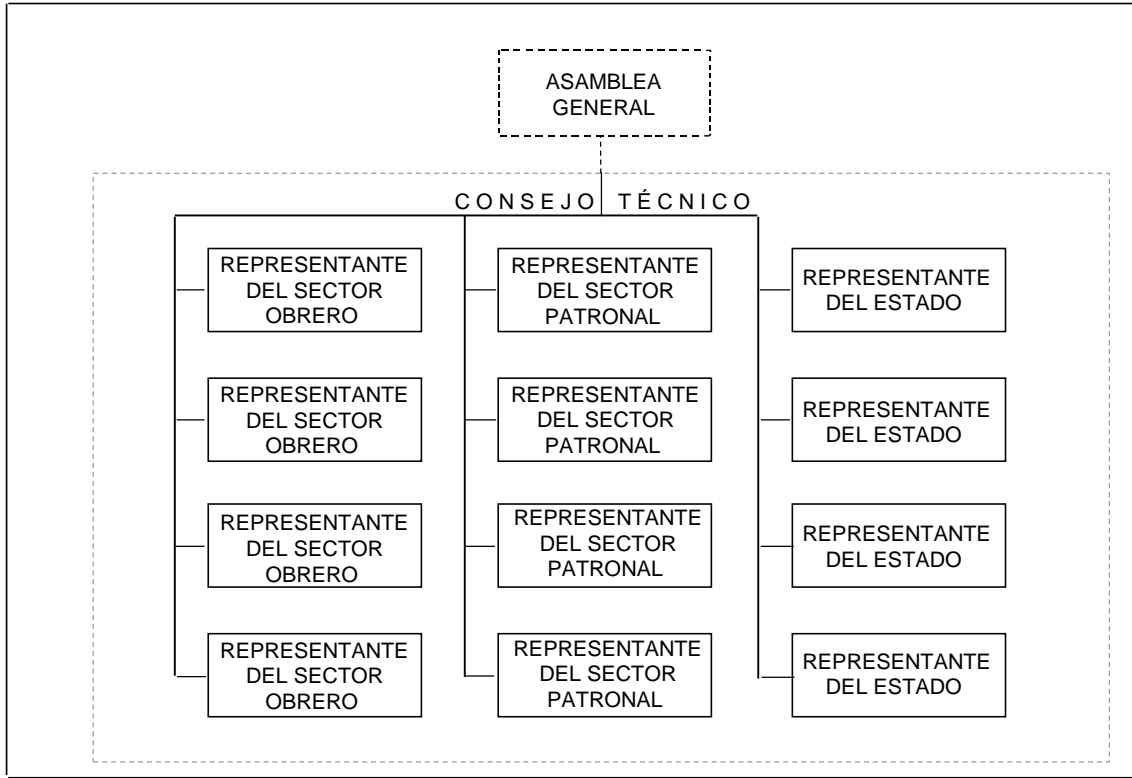 ASAMBLEA
GENERAL
CONSEJO TÉCNICO
REPRESENTANTE
DEL SECTOR
OBRERO
REPRESENTANTE
DEL SECTOR
PATRONAL
REPRESENTANTE
DEL ESTADO
REPRESENTANTE
DEL SECTOR
OBRERO
REPRESENTANTE
DEL SECTOR
PATRONAL
REPRESENTANTE
DEL ESTADO
REPRESENTANTE
DEL SECTOR
OBRERO
REPRESENTANTE
DEL SECTOR
PATRONAL
REPRESENTANTE
DEL ESTADO
REPRESENTANTE
DEL SECTOR
OBRERO
REPRESENTANTE
DEL SECTOR
PATRONAL
REPRESENTANTE
DEL ESTADO